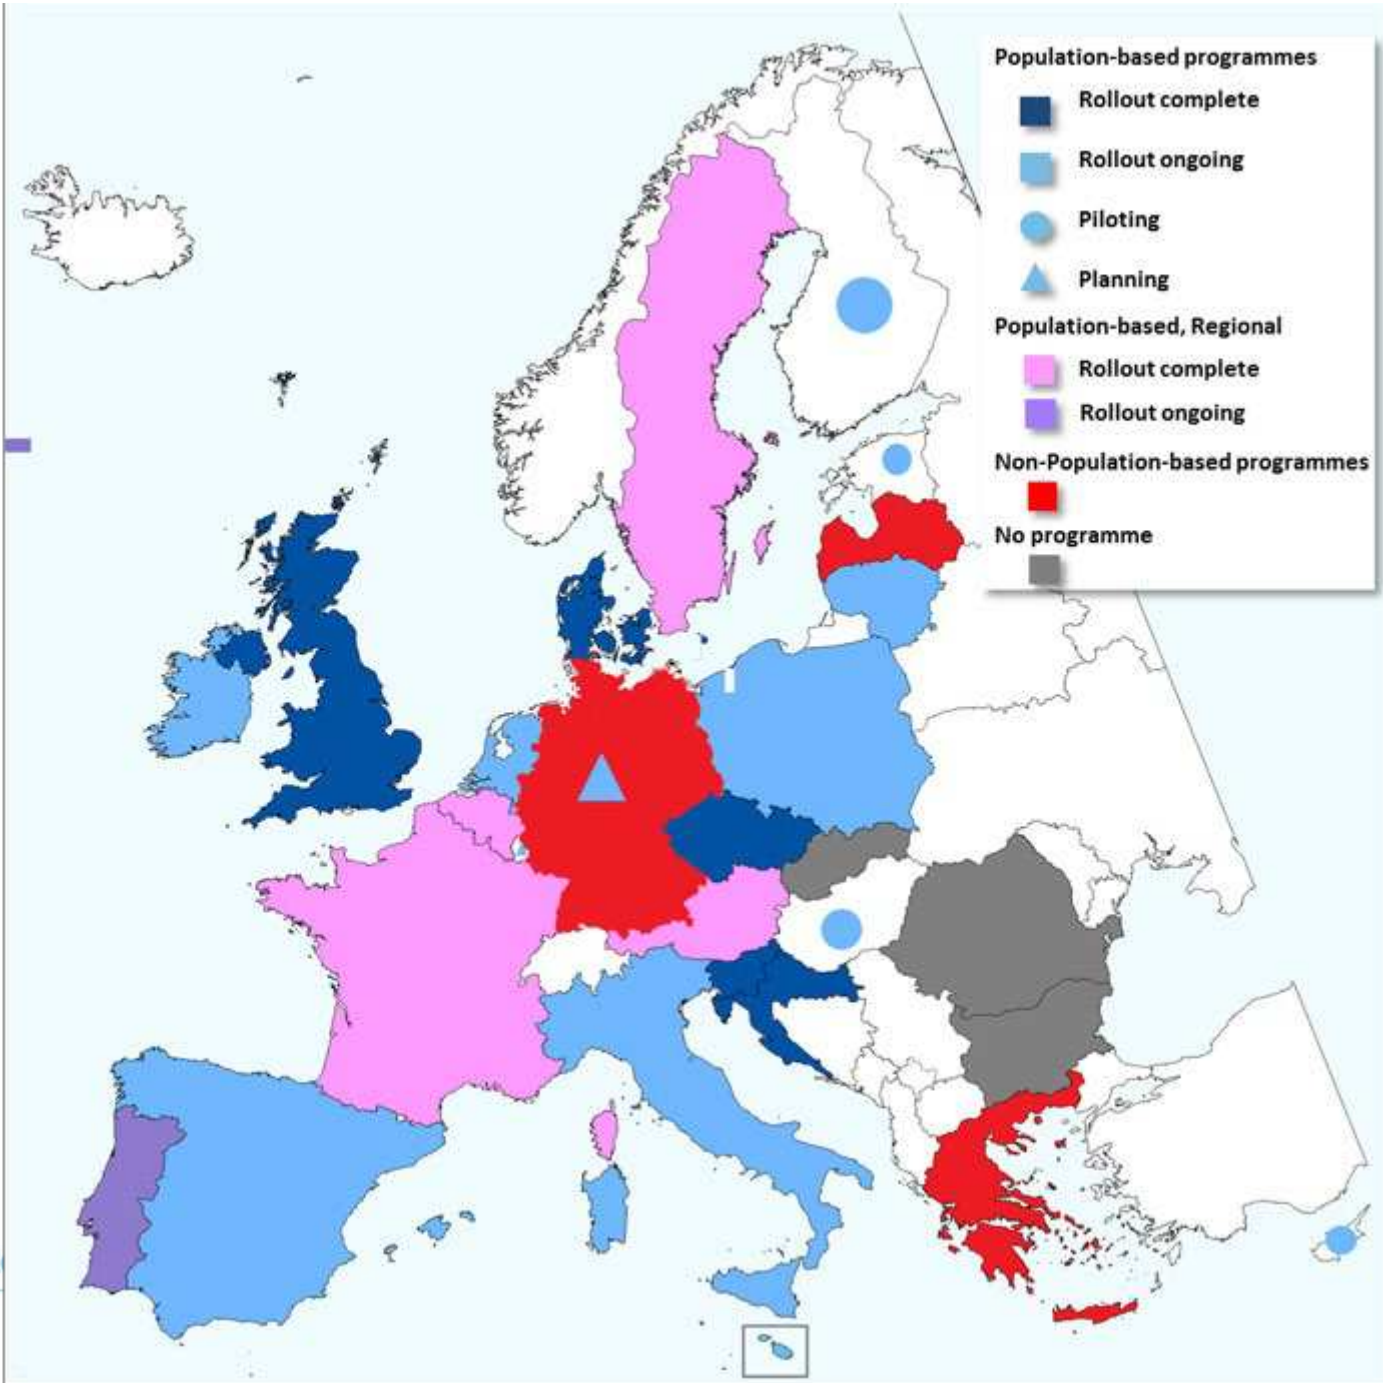 Population-based programmes
Rollout complete
Rollout ongoing
Piloting
Planning
Population-based, Regional
Rollout complete
Rollout ongoing
Non-Population-based programmes
No programme